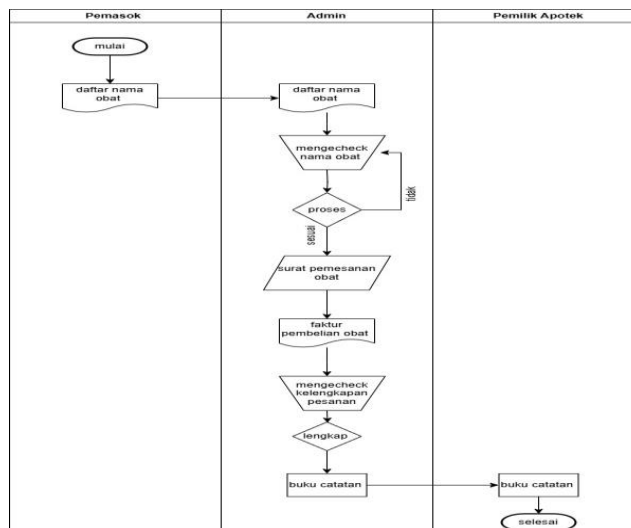 Pemasok
Admin
Pemilik Apotek
mulai
daftar nama
obat
daftar nama
obat
mengecheck
nama obat
tidak
proses
sesuai
surat pemesanan
obat
faktur
pembelian obat
mengecheck
kelengkapan
pesanan
lengkap
buku catatan
buku catatan
selesai